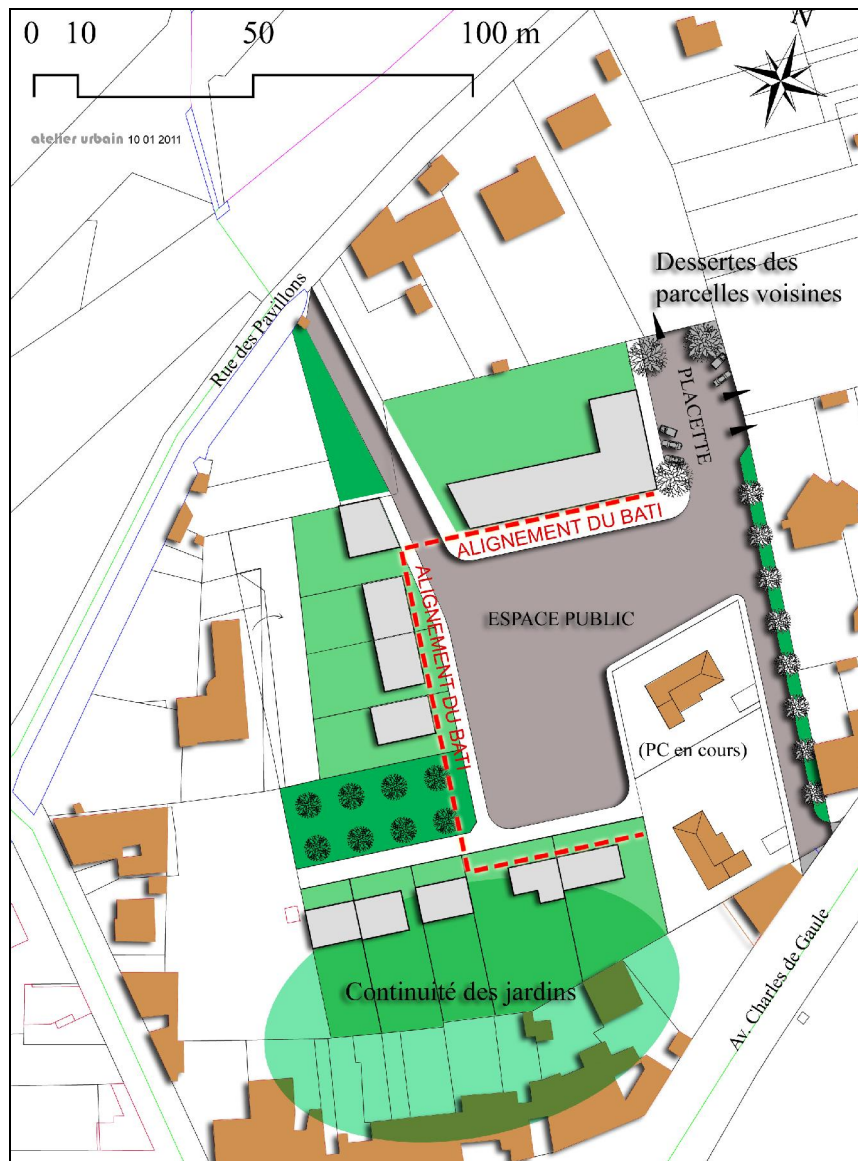 0 10 50 100 m
N
atelier urbain 10 01 2011
Dessertes des
parcelles voisines
Rue des Pavillons
PLACETTE
ALIGNEMENT DU BATI
ALIGNEMENT DU BATI
ESPACE PUBLIC
(PC en cours)
Continuité des jardins
Av. Charles de Gaule